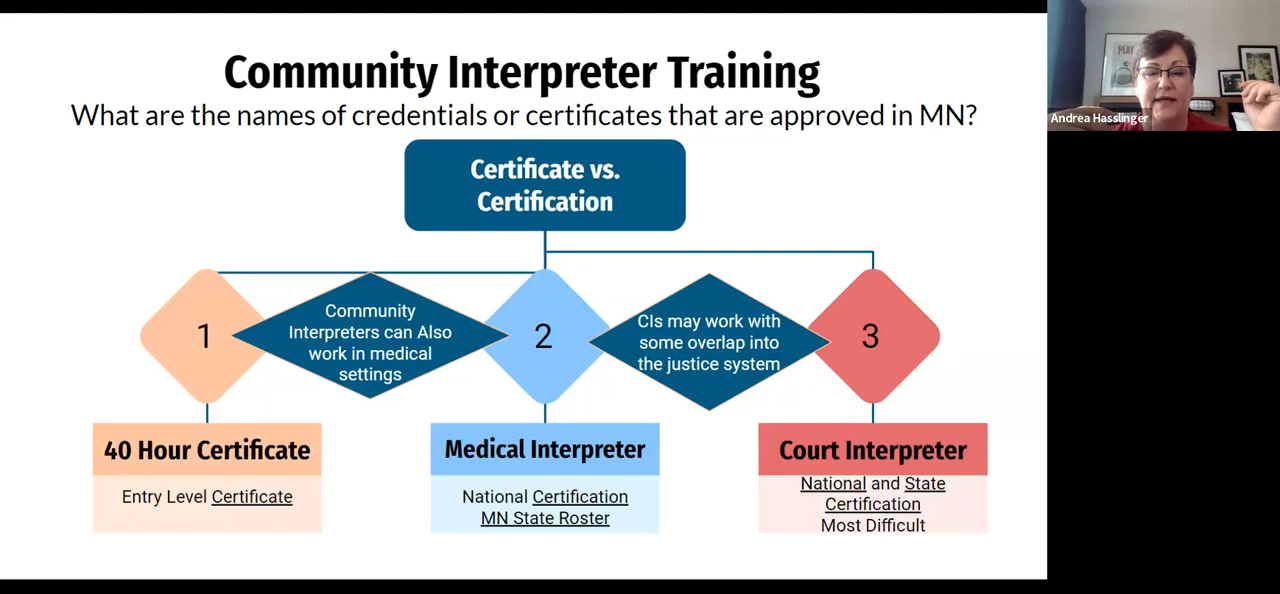 Community Interpreter Training
What are the names of credentials or certificates that are approved in MN?
Certificate vs.
Certification
1
Community
Interpreters can Also
work in medical
settings
2
CIs may work with
some overlap into
the justice system
3
40 Hour Certificate
Entry Level Certificate
Medical Interpreter
National Certification
MN State Roster
Court Interpreter
National and State
Certification
Most Difficult
PLAY
Andrea Hasslinger